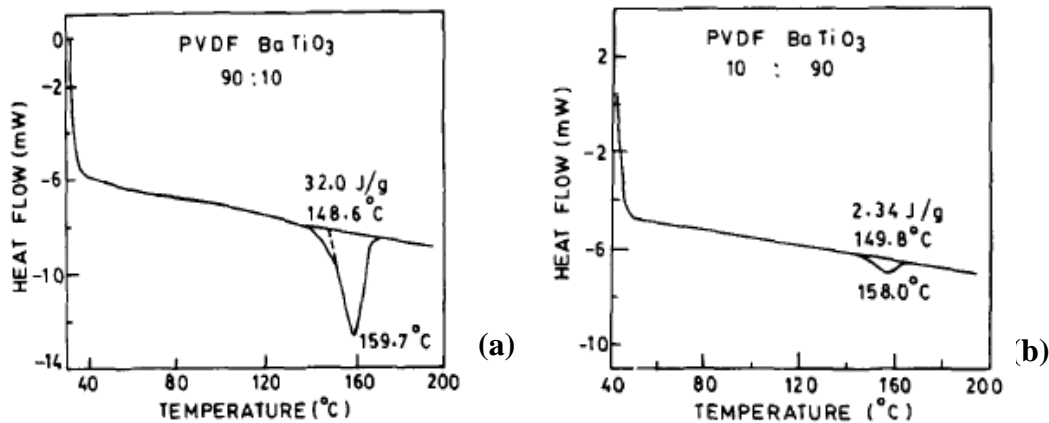 PVDF BaTiO3
90:10
32.0 J/g
148.6°C
159.7°C
0
-2
-6
-10
-14
HEAT FLOW (mW)
40
80
120
160
200
TEMPERATURE (°C)
(a)
PVDF BaTiO3
10 : 90
2.34 J/g
149.8°C
158.0°C
2
-2
-6
-10
HEAT FLOW (mW)
40
80
120
160
200
TEMPERATURE (°C)
(b)